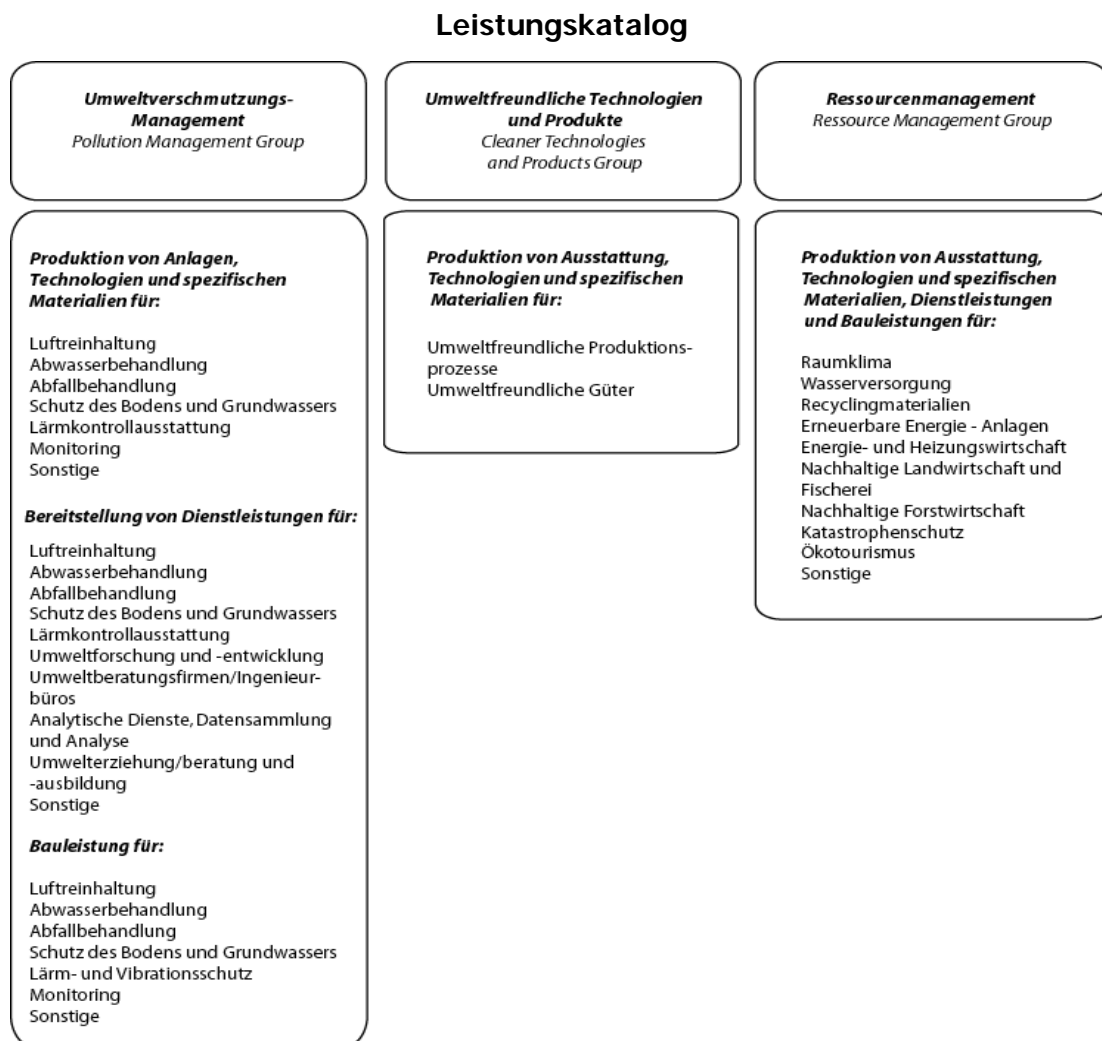 Leistungskatalog
Umweltverschmutzungs-
Management
Pollution Management Group
Umweltfreundliche Technologien
und Produkte
Cleaner Technologies
and Products Group
Ressourcenmanagement
Ressource Management Group
Produktion von Anlagen,
Technologien und spezifischen
Materialien für:
Luftreinhaltung
Abwasserbehandlung
Abfallbehandlung
Schutz des Bodens und Grundwassers
Lärmkontrollausstattung
Monitoring
Sonstige
Bereitstellung von Dienstleistungen für:
Luftreinhaltung
Abwasserbehandlung
Abfallbehandlung
Schutz des Bodens und Grundwassers
Lärmkontrollausstattung
Umweltforschung und -entwicklung
Umweltberatungsfirmen/Ingenieur-
büros
Analytische Dienste, Datensammlung
und Analyse
Umwelterziehung/beratung und
-ausbildung
Sonstige
Bauleistung für:
Luftreinhaltung
Abwasserbehandlung
Abfallbehandlung
Schutz des Bodens und Grundwassers
Lärm- und Vibrationsschutz
Monitoring
Sonstige
Produktion von Ausstattung,
Technologien und spezifischen
Materialien für:
Umweltfreundliche Produktions-
prozesse
Umweltfreundliche Güter
Produktion von Ausstattung,
Technologien und spezifischen
Materialien, Dienstleistungen
und Bauleistungen für:
Raumklima
Wasserversorgung
Recyclingmaterialien
Erneuerbare Energie - Anlagen
Energie- und Heizungswirtschaft
Nachhaltige Landwirtschaft und
Fischerei
Nachhaltige Forstwirtschaft
Katastrophenschutz
Ökotourismus
Sonstige